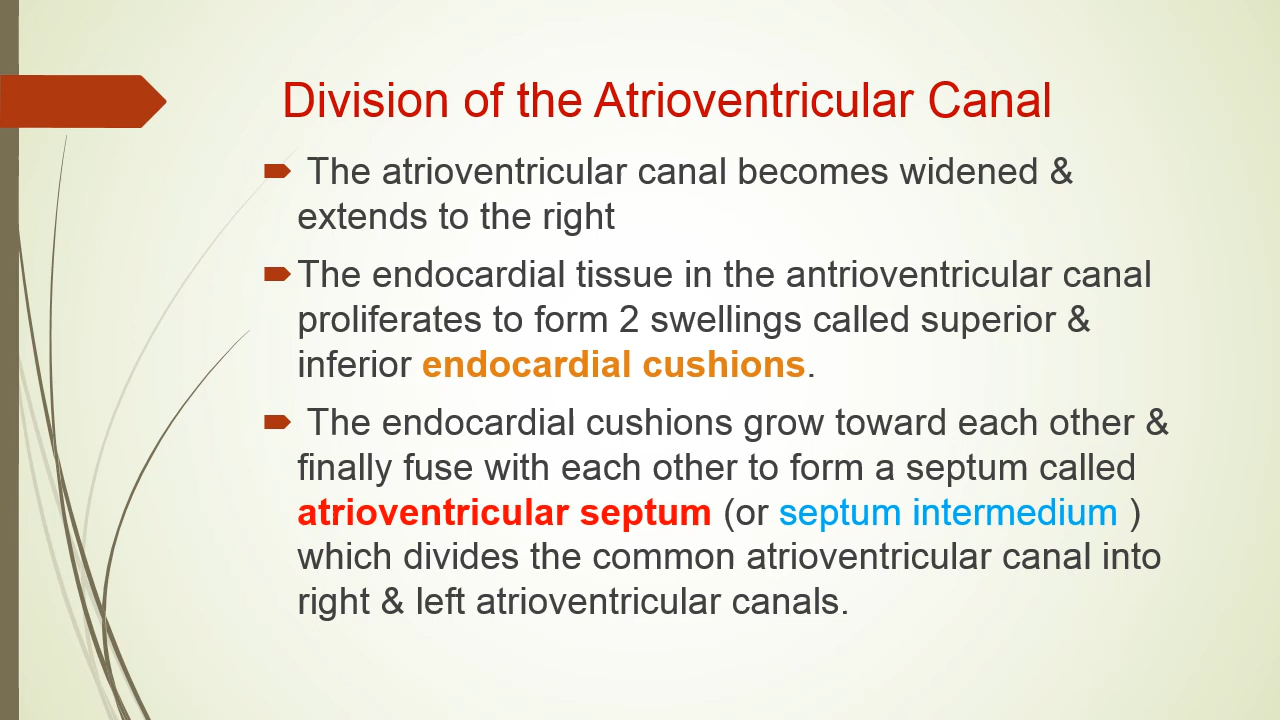 Division of the Atrioventricular Canal
The atrioventricular canal becomes widened &
extends to the right
The endocardial tissue in the antrioventricular canal
proliferates to form 2 swellings called superior &
inferior endocardial cushions.
The endocardial cushions grow toward each other &
finally fuse with each other to form a septum called
atrioventricular septum (or septum intermedium )
which divides the common atrioventricular canal into
right & left atrioventricular canals.